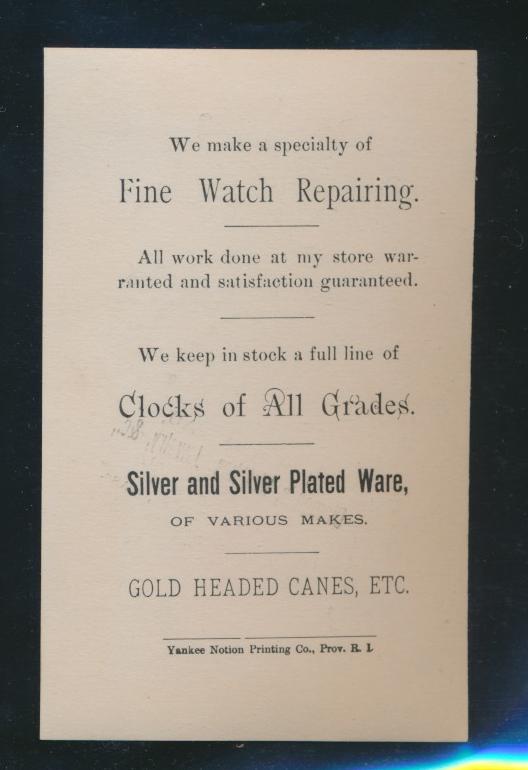 We make a specialty of
Fine Watch Repairing.
All work done at my store war-
ranted and satisfaction guaranteed.
We keep in stock a full line of
Clocks of All Grades.
Silver and Silver Plated Ware,
OF VARIOUS MAKES.
GOLD HEADED CANES, ETC.
Yankee Notion Printing Co., Prov. R. I.